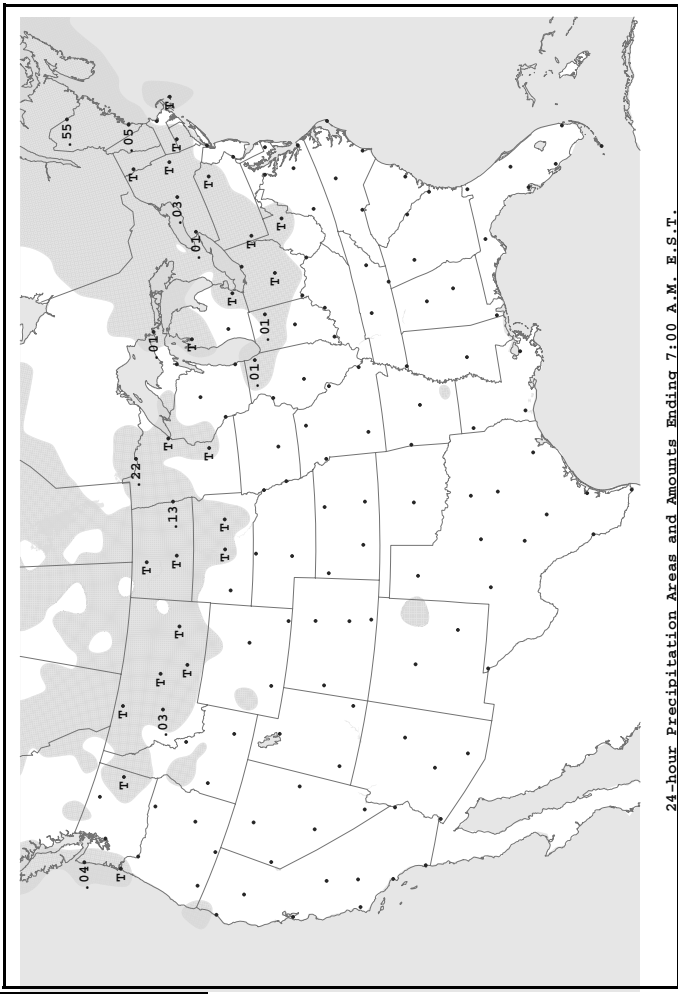 .55
.04
T
T
T
.05
T
.22
T
.01
T
.03
T
T
T
.13
T
T
.03
T
T
T
.01
T
T
T
T
T
T
.01
.01
T
T
24-hour Precipitation Areas and Amounts Ending 7:00 A.M. E.S.T.